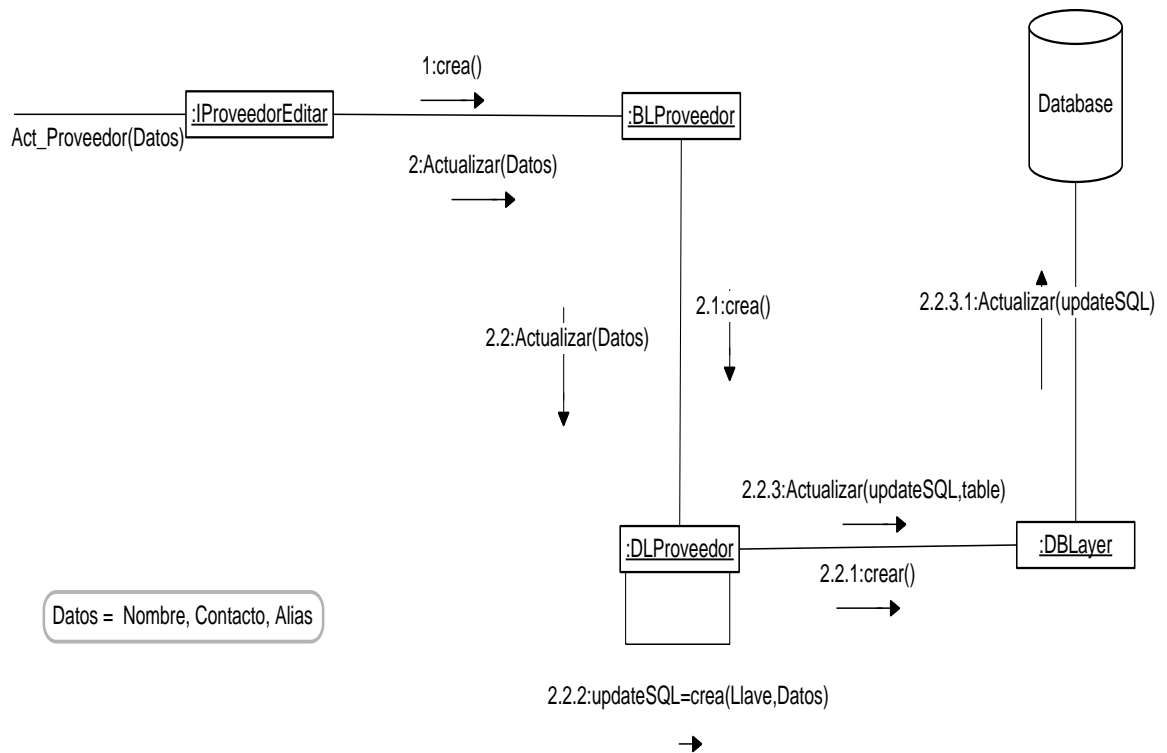 1:crea()
Database
:IProveedorEditar
:BLProveedor
Act_Proveedor(Datos)
2:Actualizar(Datos)
2.1:crea()
2.2.3.1:Actualizar(updateSQL)
2.2:Actualizar(Datos)
2.2.3:Actualizar(updateSQL,table)
:DLProveedor
:DBLayer
2.2.1:crear()
Datos = Nombre, Contacto, Alias
2.2.2:updateSQL=crea(Llave,Datos)